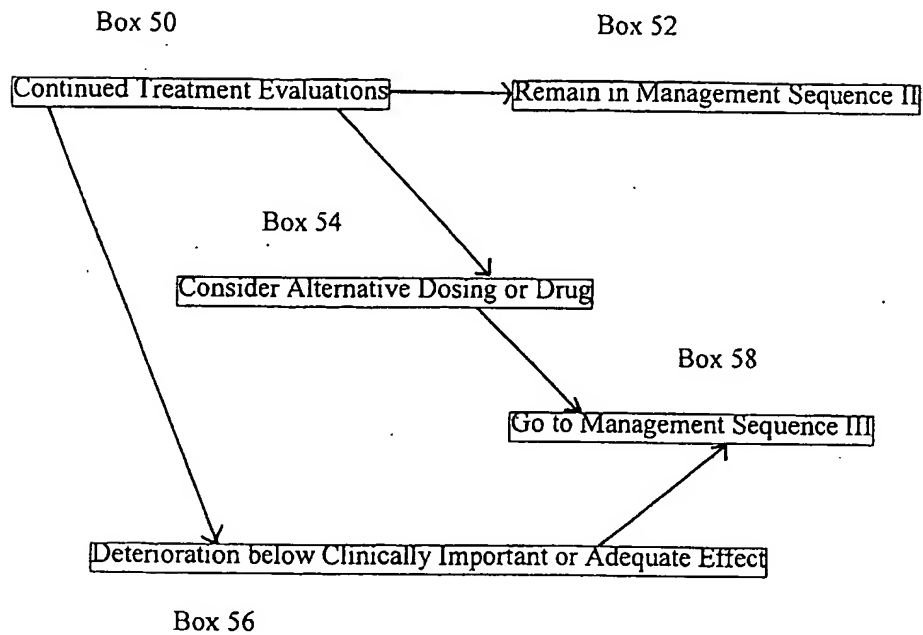 Box 50
Box 52
Continued Treatment Evaluations
Remain in Management Sequence II
Box 54
Consider Alternative Dosing or Drug
Box 58
Go to Management Sequence III
Deterioration below Clinically Important or Adequate Effect
Box 56